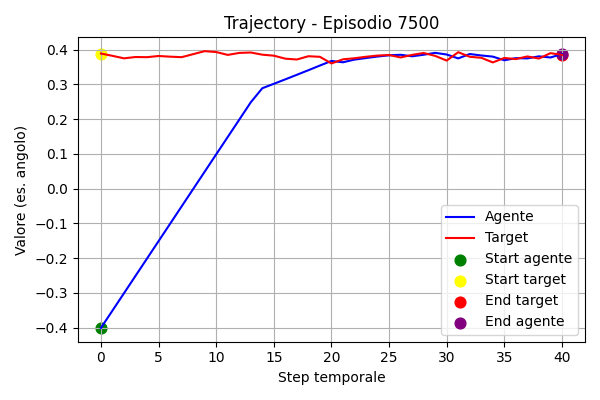 Trajectory - Episodio 7500
Valore (es. angolo)
0.4
0.3
0.2
0.1
0.0
−0.1
−0.2
−0.3
−0.4
Agente
Target
Start agente
Start target
End target
End agente
0 5 10 15 20 25 30 35 40
Step temporale